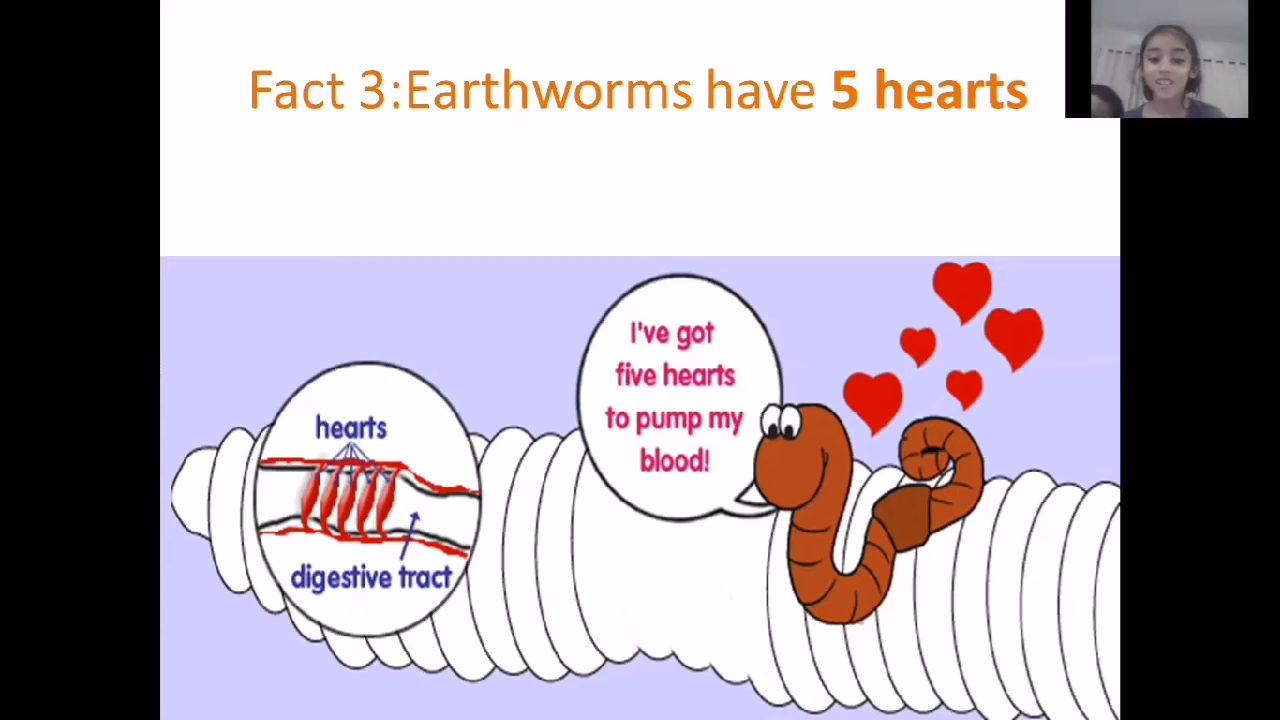 Fact 3:Earthworms have 5 hearts
I've got
five hearts
to pump my
blood!
hearts
digestive tract